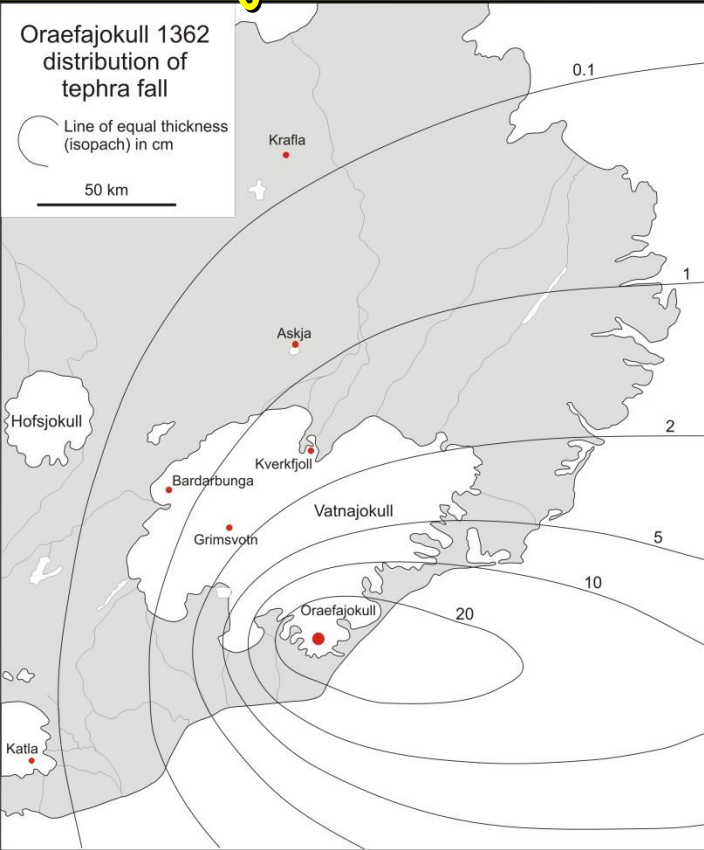 Oraefajokull 1362
distribution of
tephra fall
Line of equal thickness
(isopach) in cm
50 km
0.1
Krafla
1
Askja
Hofsjokull
2
Kverkfjoll
Bardarbunga
Vatnajokull
Grimsvotn
5
10
Oraefajokull
20
Katla